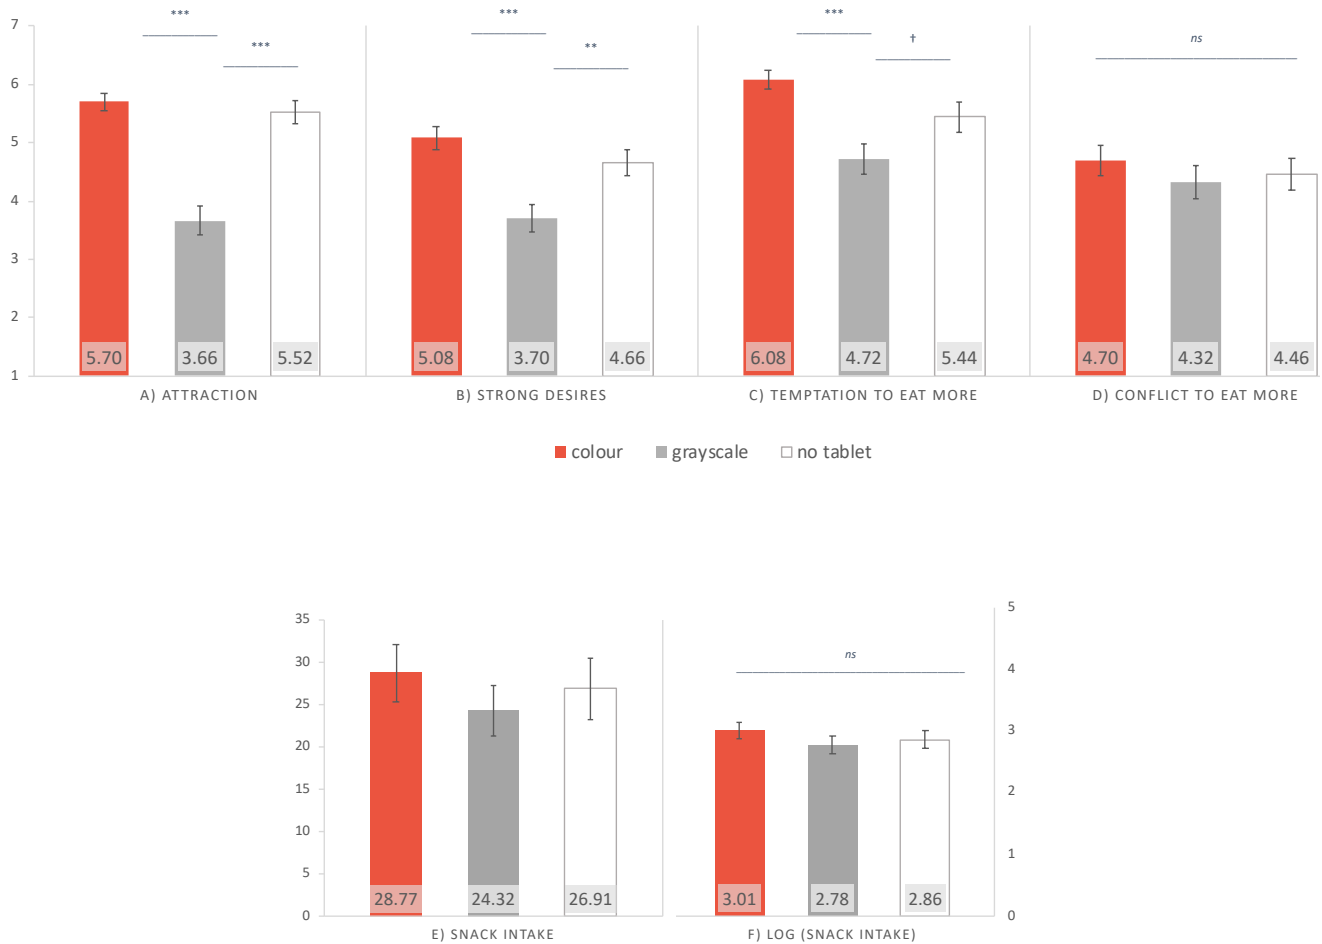 7
6
5
4
3
2
1
*** *** *** † ns
*** **
5.70 3.66 5.52 5.08 3.70 4.66 6.08 4.72 5.44 4.70 4.32 4.46
A) ATTRACTION B) STRONG DESIRES C) TEMPTATION TO EAT MORE D) CONFLICT TO EAT MORE
colour grayscale no tablet
35
30
25
20
15
10
5
0
28.77 24.32 26.91
E) SNACK INTAKE
ns
3.01 2.78 2.86
F) LOG (SNACK INTAKE)
5
4
3
2
1
0